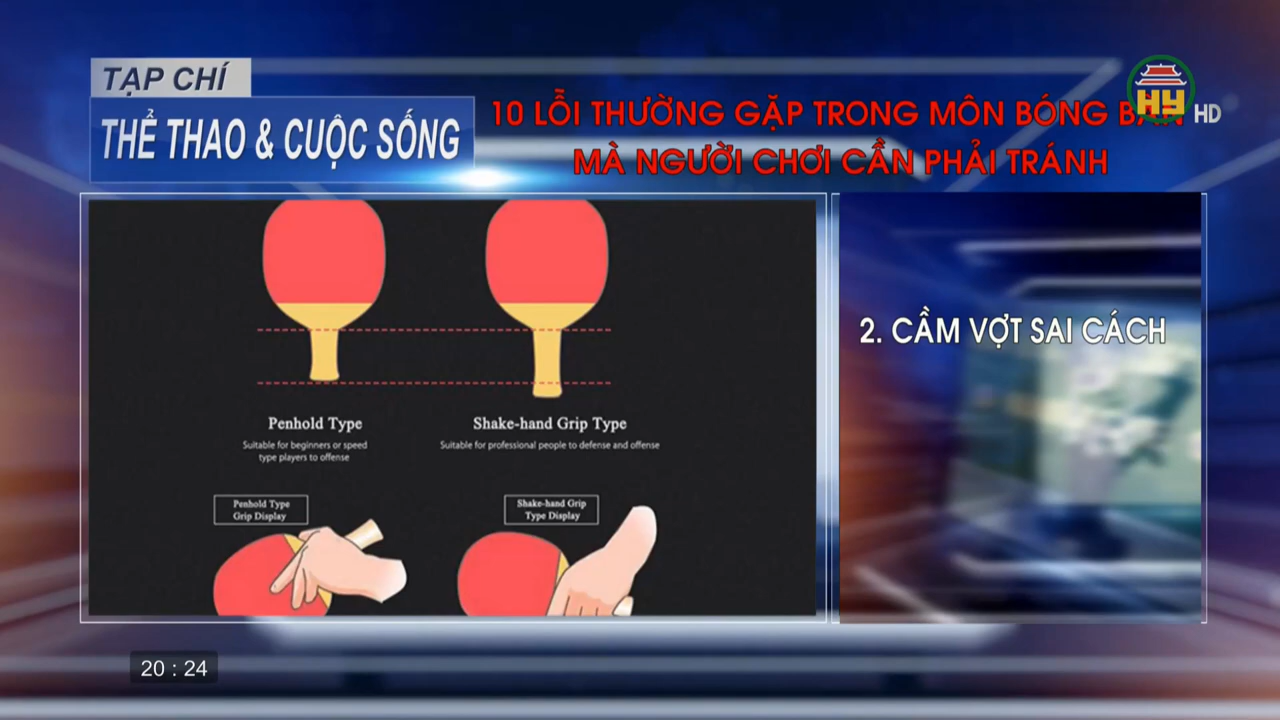 TẠP CHÍ
THỂ THAO & CUỘC SỐNG
10 LỖI THƯỜNG GẶP TRONG MÔN BÓNG BÀN
MÀ NGƯỜI CHƠI CẦN PHẢI TRÁNH
HY HD
2. CẦM VỢT SAI CÁCH
Penhold Type
Suitable for beginners or speed
type players to offense
Shake-hand Grip Type
Suitable for professional people to defense and offense
Penhold Type
Grip Display
Shake-hand Grip
Type Display
20 : 24